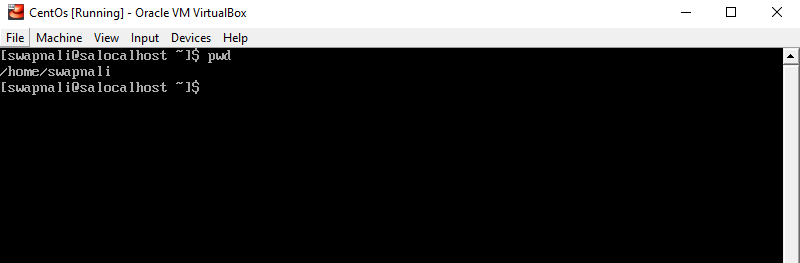 CentOs [Running] - Oracle VM VirtualBox
File Machine View Input Devices Help
[swapnali@salocalhost ~]$ pwd
/home/swapnali
[swapnali@salocalhost ~]$